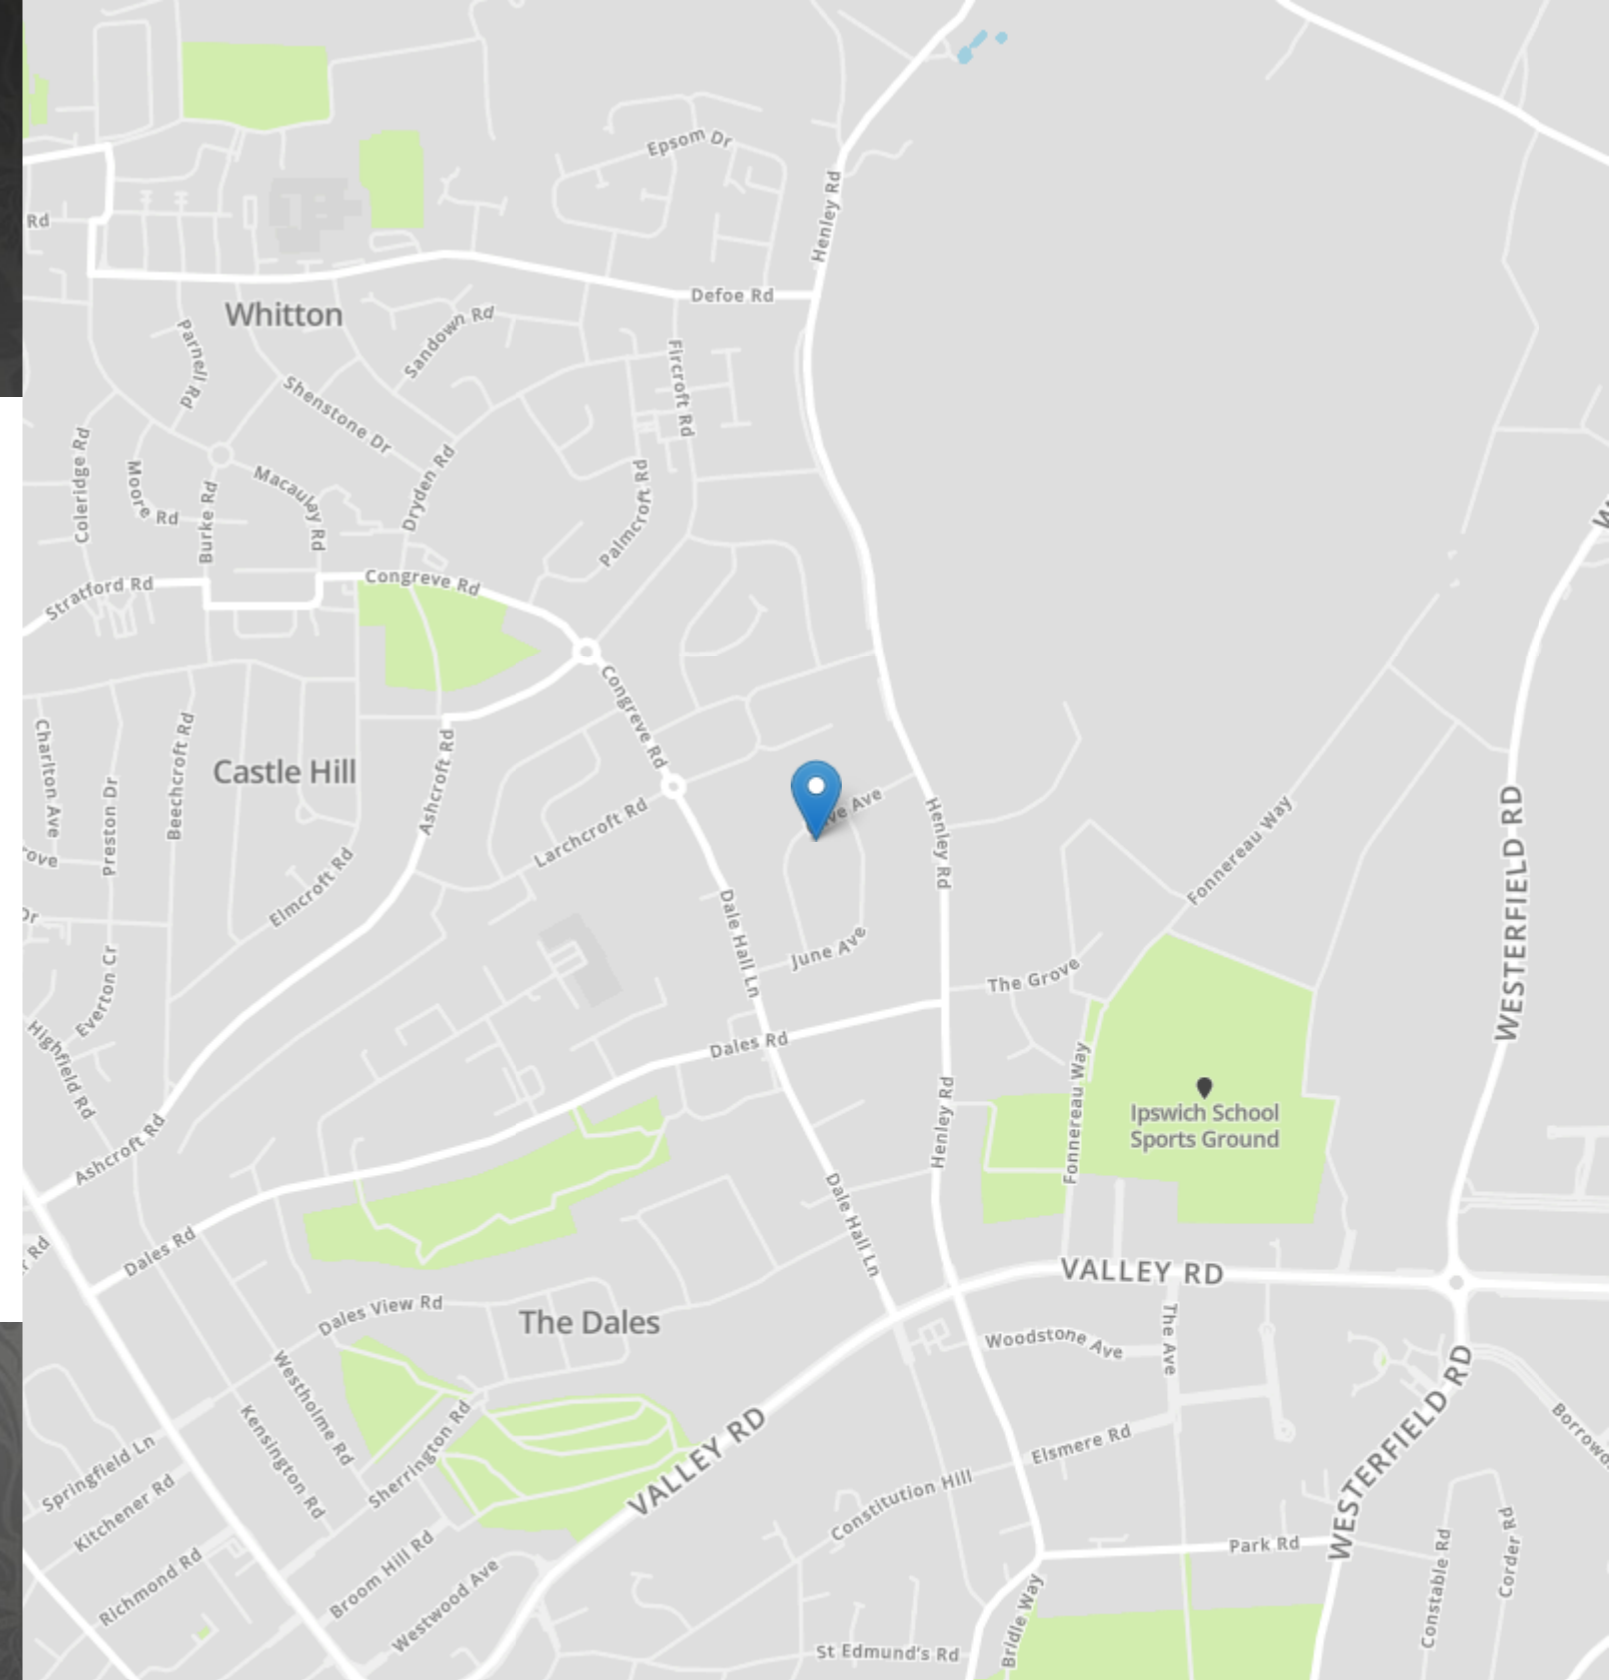 Epsom Dr
Henley Rd
Rd
Defoe Rd
Whitton
Sandown Rd
Parnell Rd
Fircroft Rd
Shenstone Dr
Coleridge Rd
Moore Rd
Burke Rd
Macaulay Rd
Dryden Rd
Palmcroft Rd
Stratford Rd
Congreve Rd
Congreve Rd
Charlton Ave
Preston Dr
Beechcroft Rd
Castle Hill
Ashcroft Rd
Larchcroft Rd
Ave
Henley Rd
Fonnereau Way
WESTERFIELD RD
Elmcroft Rd
Dr
Dale Hall Ln
June Ave
Everton Cr
The Grove
Highfield Rd
Dales Rd
Fonnereau Way
Ipswich School
Sports Ground
Henley Rd
Ashcroft Rd
Dale Hall Ln
Rd
Dales Rd
VALLEY RD
Dales View Rd
The Dales
Woodstone Ave
The Ave
Westholme Rd
WESTERFIELD RD
Kensington Rd
Sherrington Rd
VALLEY RD
Elsmere Rd
Springfield Ln
Kitchener Rd
Constitution Hill
Richmond Rd
Broom Hill Rd
Westwood Ave
Park Rd
Constable Rd
Corder Rd
Bridle Way
St Edmund's Rd